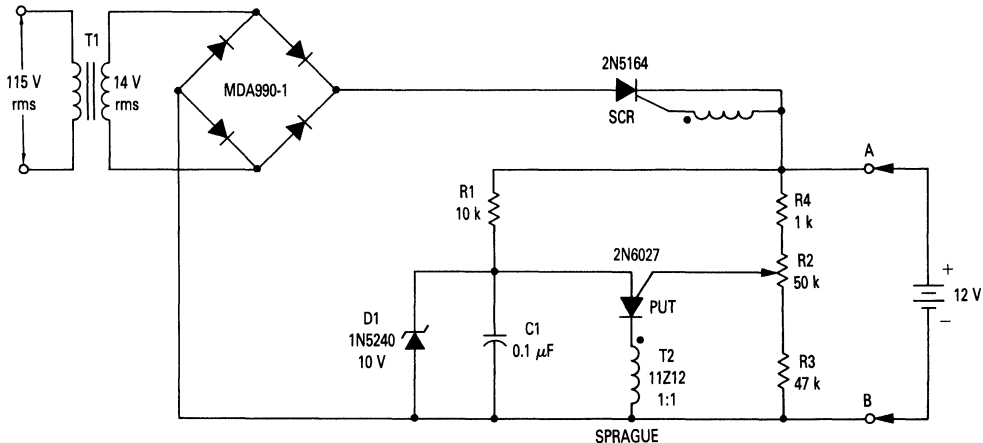 T1
115 V
rms
14 V
rms
MDA990-1
2N5164
SCR
A
R1
10 k
R4
1 k
2N6027
R2
50 k
PUT
+
12 V
−
D1
1N5240
10 V
C1
0.1 μF
T2
11Z12
1:1
R3
47 k
B
SPRAGUE